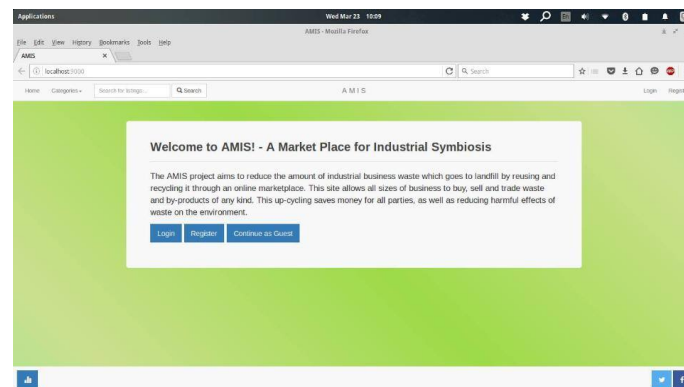 Applications Wed Mar 23 10:09 En
AMIS - Mozilla Firefox
File Edit View History Bookmarks Tools Help
AMIS
localhost:9000 Search
Home Categories Search for listings... Search AMIS Login Regist
Welcome to AMIS! - A Market Place for Industrial Symbiosis
The AMIS project aims to reduce the amount of industrial business waste which goes to landfill by reusing and
recycling it through an online marketplace. This site allows all sizes of business to buy, sell and trade waste
and by-products of any kind. This up-cycling saves money for all parties, as well as reducing harmful effects of
waste on the environment.
Login Register Continue as Guest